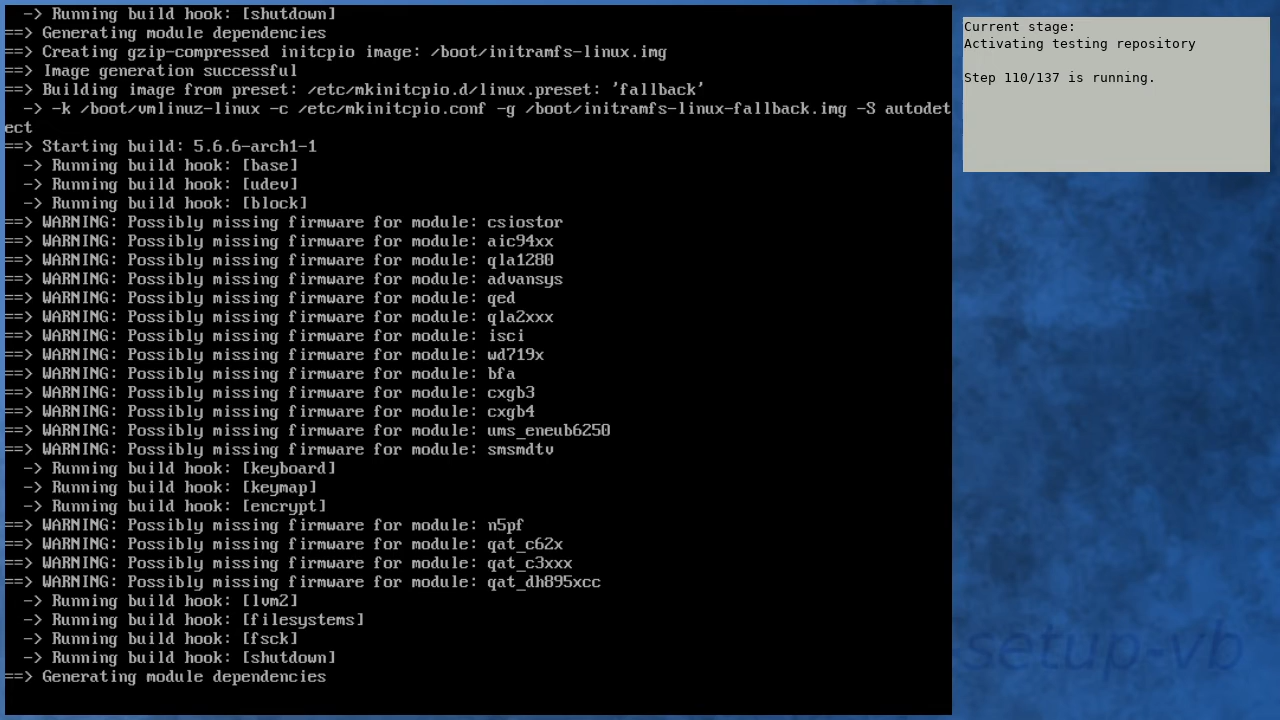 -> Running build hook: [shutdown]
==> Generating module dependencies
==> Creating gzip-compressed initcpio image: /boot/initramfs-linux.img
==> Image generation successful
==> Building image from preset: /etc/mkinitcpio.d/linux.preset: 'fallback'
  -> -k /boot/vmlinuz-linux -c /etc/mkinitcpio.conf -g /boot/initramfs-linux-fallback.img -S autodet
ect
==> Starting build: 5.6.6-arch1-1
  -> Running build hook: [base]
  -> Running build hook: [udev]
  -> Running build hook: [block]
==> WARNING: Possibly missing firmware for module: csiostor
==> WARNING: Possibly missing firmware for module: aic94xx
==> WARNING: Possibly missing firmware for module: qla1280
==> WARNING: Possibly missing firmware for module: advansys
==> WARNING: Possibly missing firmware for module: qed
==> WARNING: Possibly missing firmware for module: qla2xxx
==> WARNING: Possibly missing firmware for module: isci
==> WARNING: Possibly missing firmware for module: wd719x
==> WARNING: Possibly missing firmware for module: bfa
==> WARNING: Possibly missing firmware for module: cxgb3
==> WARNING: Possibly missing firmware for module: cxgb4
==> WARNING: Possibly missing firmware for module: ums_eneub6250
==> WARNING: Possibly missing firmware for module: smsmdtv
  -> Running build hook: [keyboard]
  -> Running build hook: [keymap]
  -> Running build hook: [encrypt]
==> WARNING: Possibly missing firmware for module: n5pf
==> WARNING: Possibly missing firmware for module: qat_c62x
==> WARNING: Possibly missing firmware for module: qat_c3xxx
==> WARNING: Possibly missing firmware for module: qat_dh895xcc
  -> Running build hook: [lvm2]
  -> Running build hook: [filesystems]
  -> Running build hook: [fsck]
  -> Running build hook: [shutdown]
==> Generating module dependencies
Current stage:
Activating testing repository
Step 110/137 is running.
setup-vb